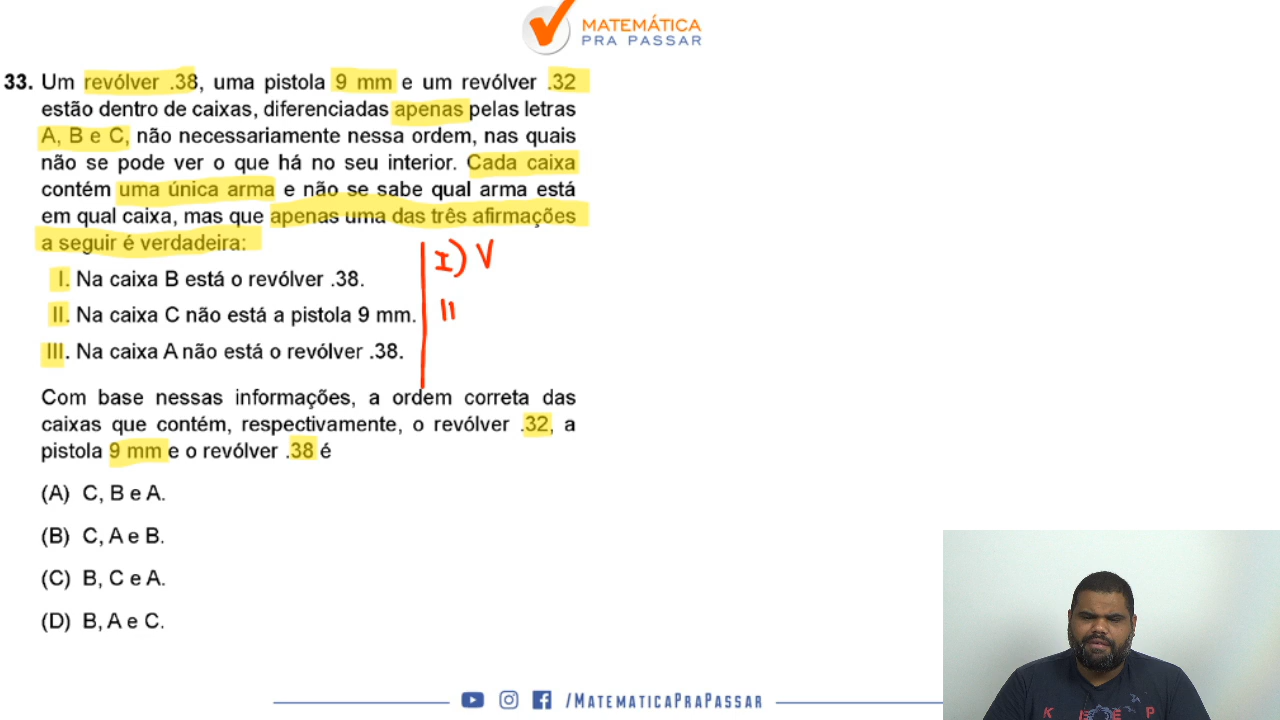 MATEMÁTICA
PRA PASSAR
33. Um revólver .38, uma pistola 9 mm e um revólver .32
estão dentro de caixas, diferenciadas apenas pelas letras
A, B e C, não necessariamente nessa ordem, nas quais
não se pode ver o que há no seu interior. Cada caixa
contém uma única arma e não se sabe qual arma está
em qual caixa, mas que apenas uma das três afirmações
a seguir é verdadeira:
I) V
I. Na caixa B está o revólver .38.
II. Na caixa C não está a pistola 9 mm.
II
III. Na caixa A não está o revólver .38.
Com base nessas informações, a ordem correta das
caixas que contém, respectivamente, o revólver .32, a
pistola 9 mm e o revólver .38 é
(A) C, B e A.
(B) C, A e B.
(C) B, C e A.
(D) B, A e C.
/MATEMATICAPRAPASSAR
K E E P